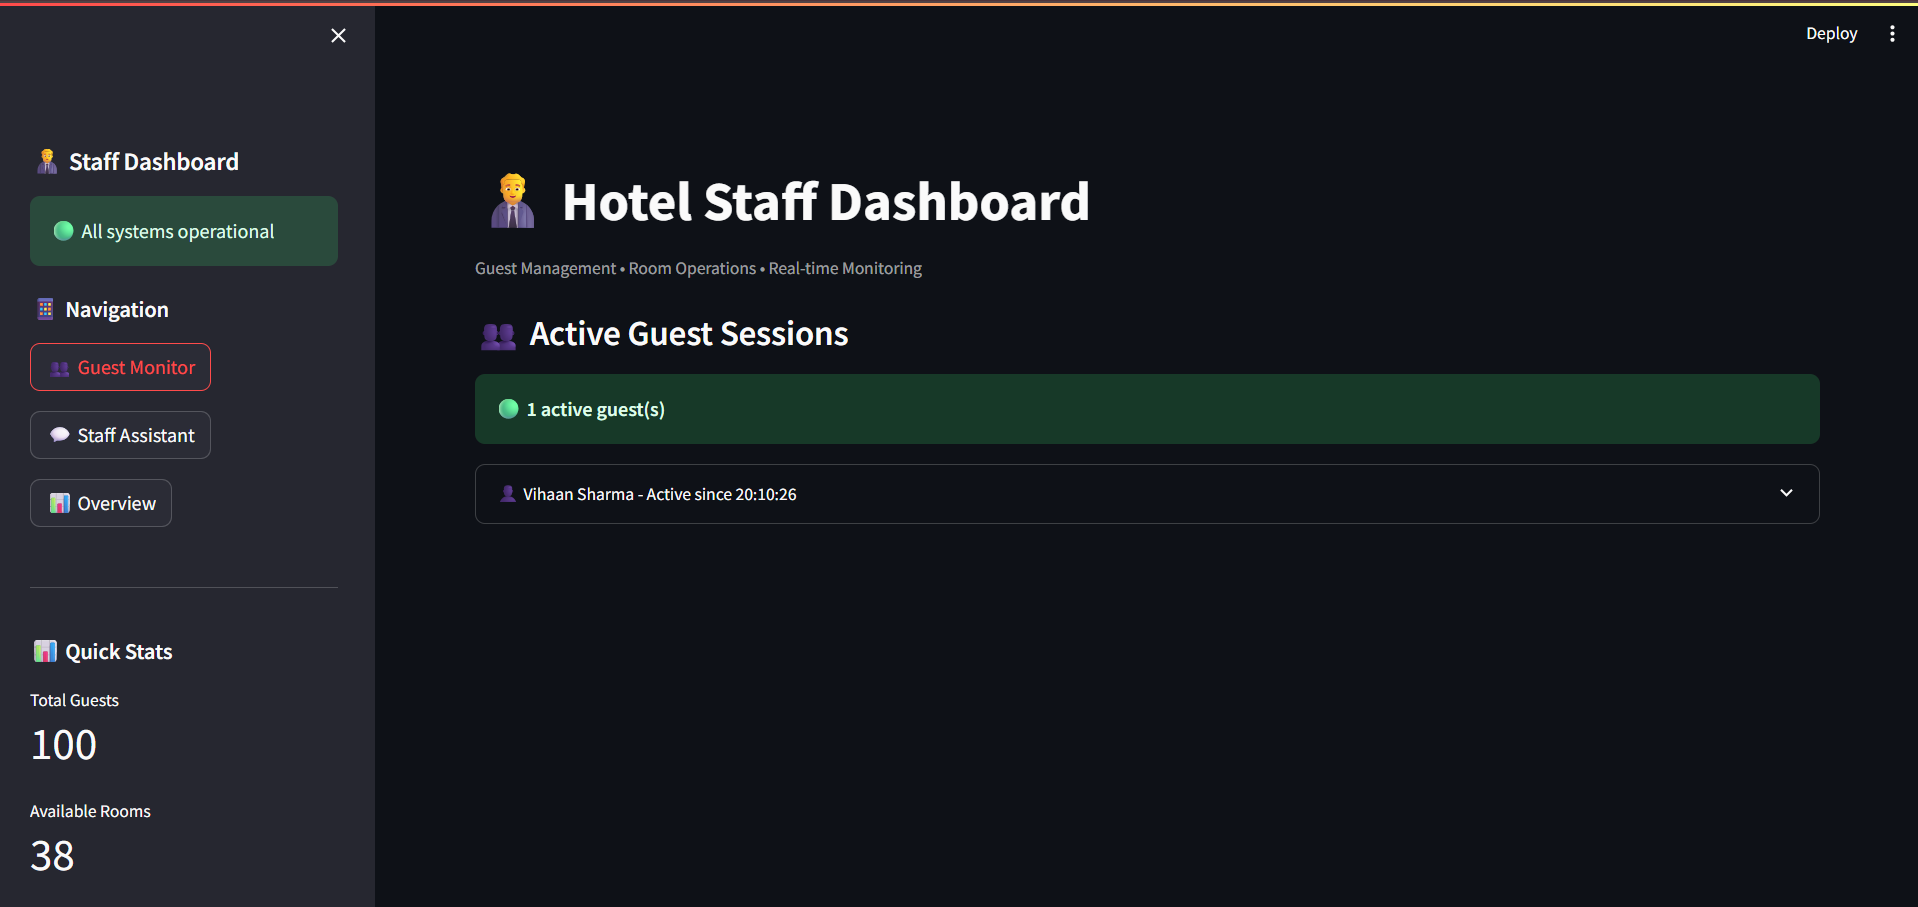 Deploy
Staff Dashboard
All systems operational
Navigation
Guest Monitor
Staff Assistant
Overview
Quick Stats
Total Guests
100
Available Rooms
38
Hotel Staff Dashboard
Guest Management • Room Operations • Real-time Monitoring
Active Guest Sessions
1 active guest(s)
Vihaan Sharma - Active since 20:10:26